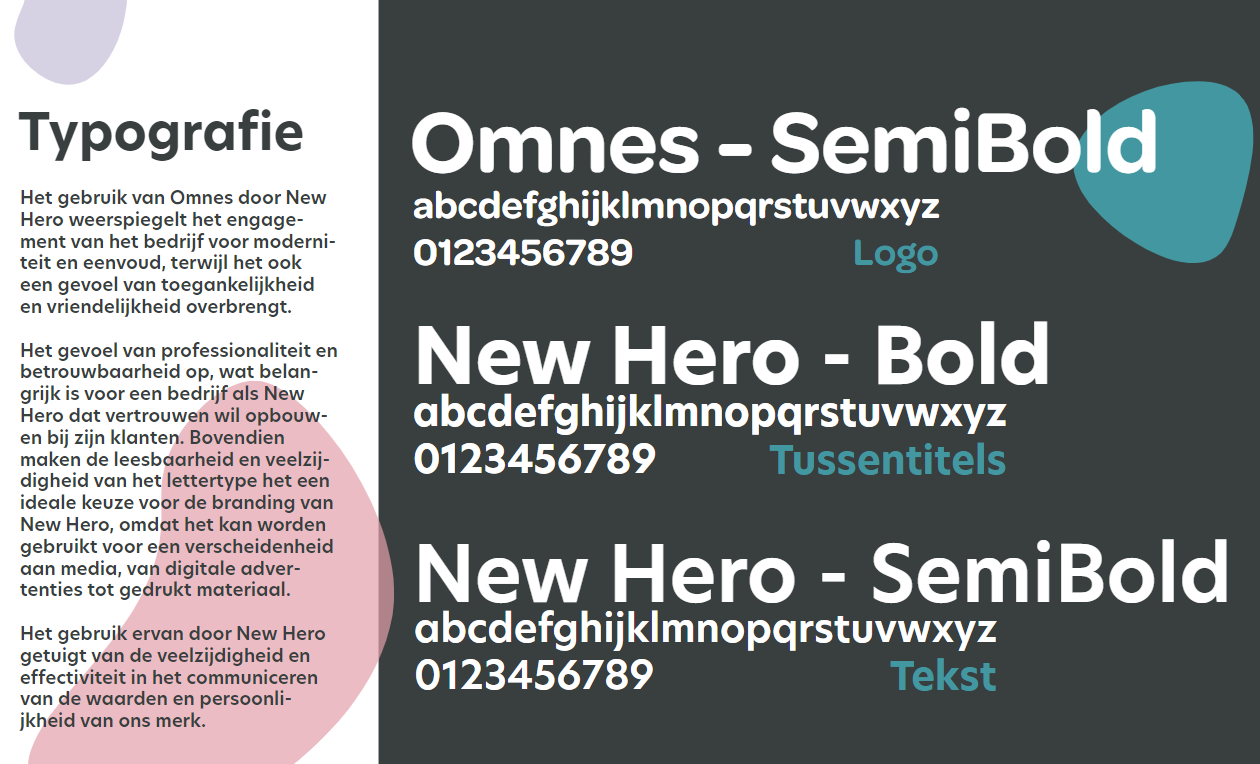 Typografie
Het gebruik van Omnes door New
Hero weerspiegelt het engage-
ment van het bedrijf voor moderni-
teit en eenvoud, terwijl het ook
een gevoel van toegankelijkheid
en vriendelijkheid overbrengt.
Het gevoel van professionaliteit en
betrouwbaarheid op, wat belan-
grijk is voor een bedrijf als New
Hero dat vertrouwen wil opbouw-
en bij zijn klanten. Bovendien
maken de leesbaarheid en veelzij-
digheid van het lettertype het een
ideale keuze voor de branding van
New Hero, omdat het kan worden
gebruikt voor een verscheidenheid
aan media, van digitale adver-
tenties tot gedrukt materiaal.
Het gebruik ervan door New Hero
getuigt van de veelzijdigheid en
effectiviteit in het communiceren
van de waarden en persoonli-
jkheid van ons merk.
Omnes - SemiBold
abcdefghijklmnopqrstuvwxyz
0123456789 Logo
New Hero - Bold
abcdefghijklmnopqrstuvwxyz
0123456789 Tussentitels
New Hero - SemiBold
abcdefghijklmnopqrstuvwxyz
0123456789 Tekst